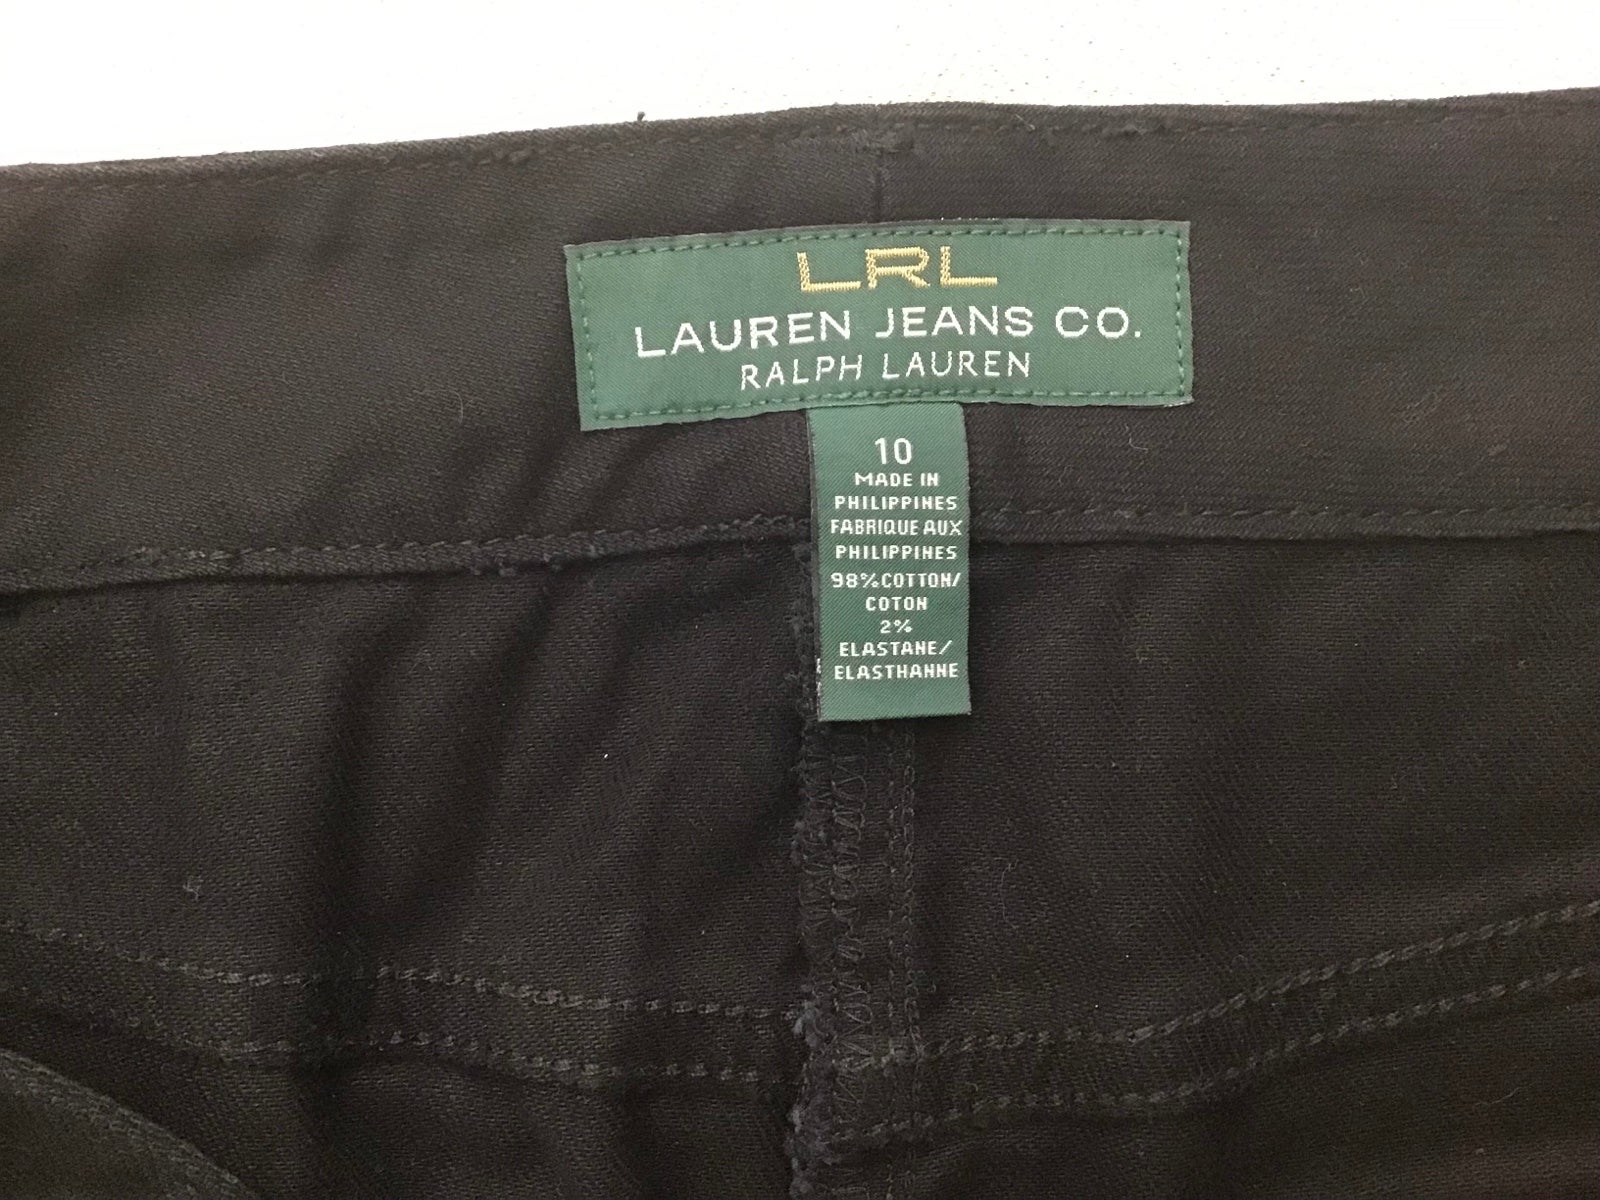 LRL
LAUREN JEANS CO.
RALPH LAUREN
10
MADE IN
PHILIPPINES
FABRIQUE AUX
PHILIPPINES
98% COTTON/
COTON
2%
ELASTANE/
ELASTHANNE